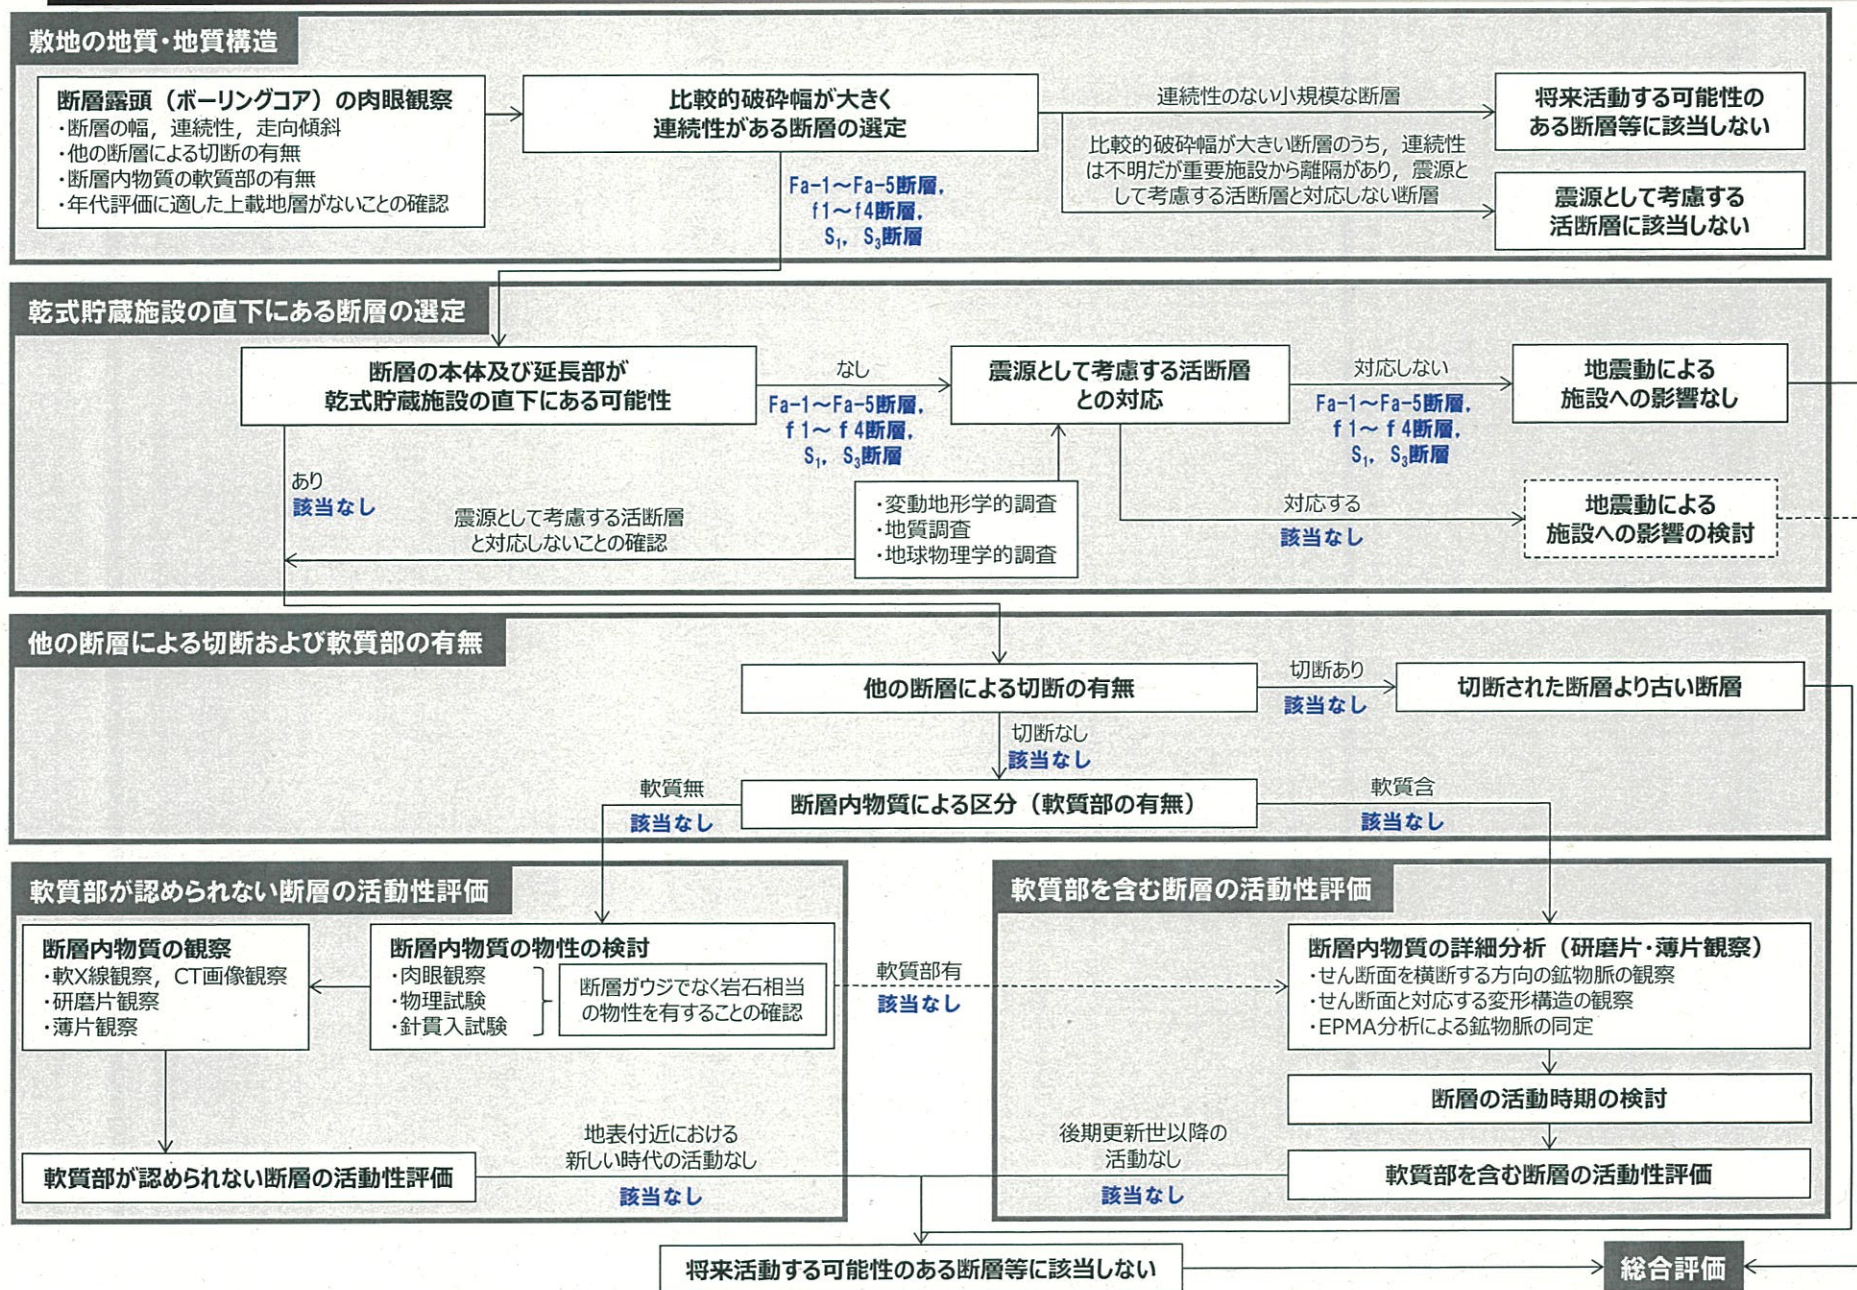 敷地の地質・地質構造
断層露頭（ボーリングコア）の肉眼観察
・断層の幅，連続性，走向傾斜
・他の断層による切断の有無
・断層内物質の軟質部の有無
・年代評価に適した上載地層がないことの確認
比較的破砕幅が大きく
連続性がある断層の選定
Fa-1～Fa-5断層，
f1～f4断層，
S₁， S₃断層
連続性のない小規模な断層
比較的破砕幅が大きい断層のうち，連続性
は不明だが重要施設から離隔があり，震源と
して考慮する活断層と対応しない断層
将来活動する可能性の
ある断層等に該当しない
震源として考慮する
活断層に該当しない
乾式貯蔵施設の直下にある断層の選定
断層の本体及び延長部が
乾式貯蔵施設の直下にある可能性
なし
Fa-1～Fa-5断層，
f 1～ f 4断層，
S₁， S₃断層
震源として考慮する活断層
との対応
対応しない
Fa-1～Fa-5断層，
f 1～ f 4断層，
S₁， S₃断層
地震動による
施設への影響なし
あり
該当なし
震源として考慮する活断層
と対応しないことの確認
・変動地形学的調査
・地質調査
・地球物理学的調査
対応する
該当なし
地震動による
施設への影響の検討
他の断層による切断および軟質部の有無
他の断層による切断の有無
切断あり
該当なし
切断された断層より古い断層
切断なし
該当なし
軟質無
該当なし
断層内物質による区分（軟質部の有無）
軟質含
該当なし
軟質部が認められない断層の活動性評価
断層内物質の観察
・軟X線観察，CT画像観察
・研磨片観察
・薄片観察
断層内物質の物性の検討
・肉眼観察
・物理試験
・針貫入試験
断層ガウジでなく岩石相当
の物性を有することの確認
軟質部有
該当なし
軟質部を含む断層の活動性評価
断層内物質の詳細分析（研磨片・薄片観察）
・せん断面を横断する方向の鉱物脈の観察
・せん断面と対応する変形構造の観察
・EPMA分析による鉱物脈の同定
断層の活動時期の検討
軟質部が認められない断層の活動性評価
地表付近における
新しい時代の活動なし
該当なし
後期更新世以降の
活動なし
該当なし
軟質部を含む断層の活動性評価
将来活動する可能性のある断層等に該当しない
総合評価